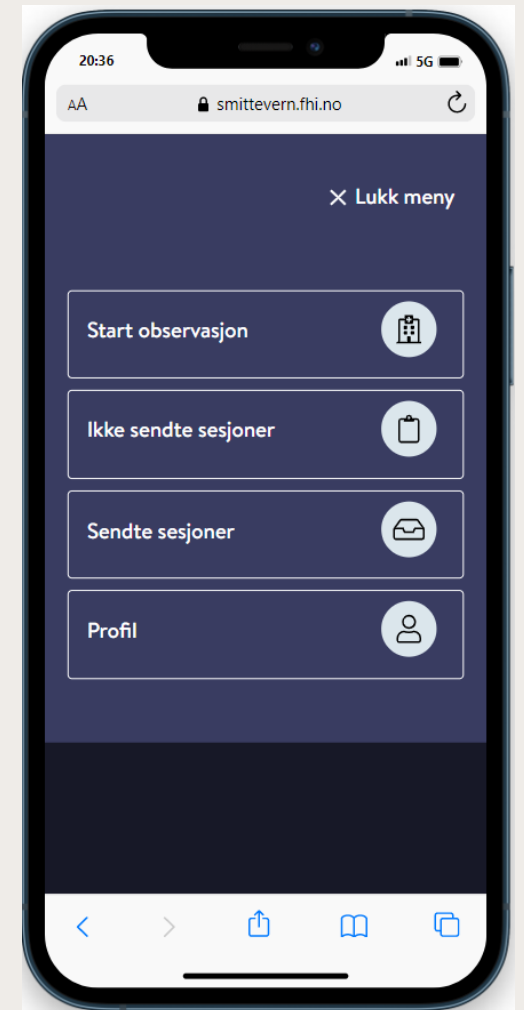 20:36
5G
AA
smittevern.fhi.no
Lukk meny
Start observasjon
Ikke sendte sesjoner
Sendte sesjoner
Profil